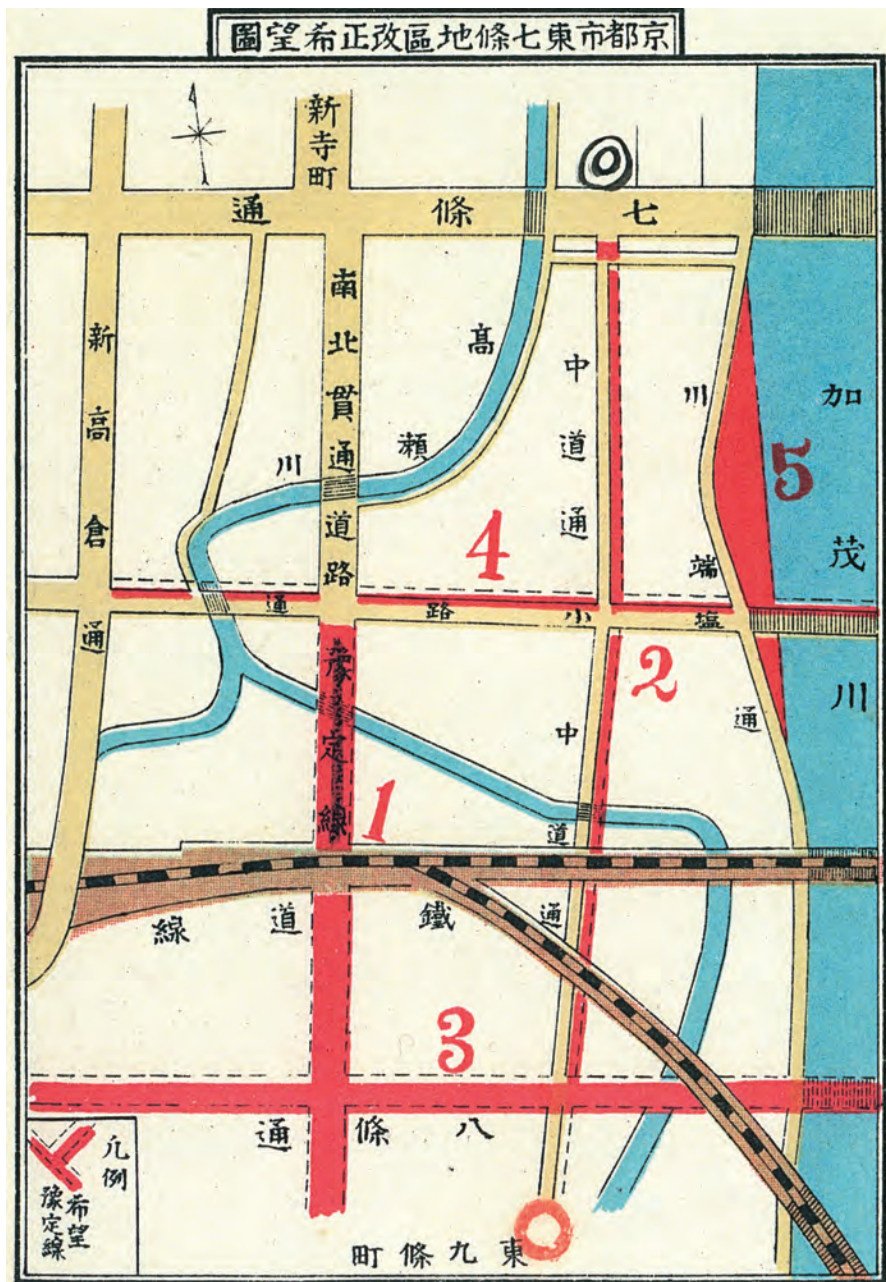 京都市東七條地區改正希望圖
新寺町
七條通
加茂川
川端通
中道通
高瀬川
南北貫通道路
新高倉通
5
4
塩小路通
2
豫定線
1
中道通
鐵道線
3
八條通
東九條町
凡例
希望
豫定線